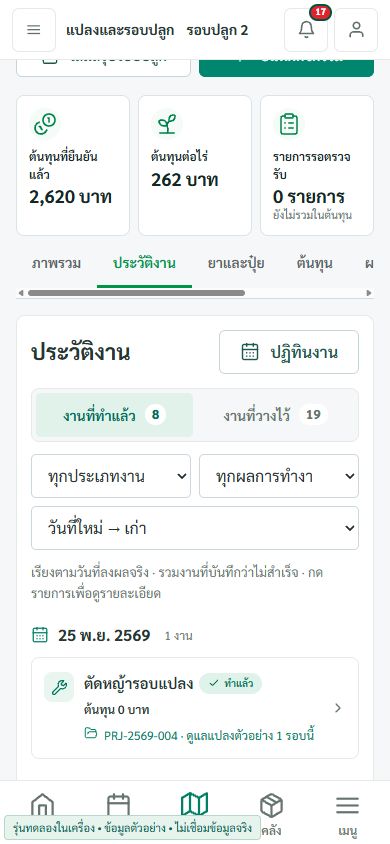 แปลงและรอบปลูก รอบปลูก 2
17
ต้นทุนที่ยืนยัน
แล้ว
2,620 บาท
ต้นทุนต่อไร่
262 บาท
รายการรอตรวจ
รับ
0 รายการ
ยังไม่รวมในต้นทุน
ภาพรวม ประวัติงาน ยาและปุ๋ย ต้นทุน ผ
ประวัติงาน
ปฏิทินงาน
งานที่ทำแล้ว 8
งานที่วางไว้ 19
ทุกประเภทงาน
ทุกผลการทำงา
วันที่ใหม่ → เก่า
เรียงตามวันที่ลงผลจริง · รวมงานที่บันทึกว่าไม่สำเร็จ · กด
รายการเพื่อดูรายละเอียด
25 พ.ย. 2569 1 งาน
ตัดหญ้ารอบแปลง ทำแล้ว
ต้นทุน 0 บาท
PRJ-2569-004 · ดูแลแปลงตัวอย่าง 1 รอบนี้
รุ่นทดลองในเครื่อง • ข้อมูลตัวอย่าง • ไม่เชื่อมข้อมูลจริง
คลัง
เมนู